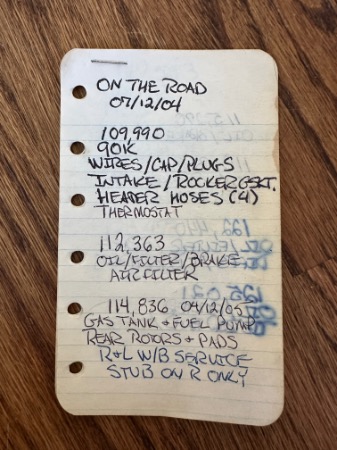 ON THE ROAD
07/12/04
109,990
90K
WIRES/CAP/PLUGS
INTAKE/ROCKER GSKT.
HEATER HOSES (4)
THERMOSTAT
112,363
OIL/FILTER/BRAKE
AIR FILTER
114,836 04/12/05
GAS TANK + FUEL PUMP
REAR ROTORS + PADS
R+L W/B SERVICE
STUB ON R ONLY